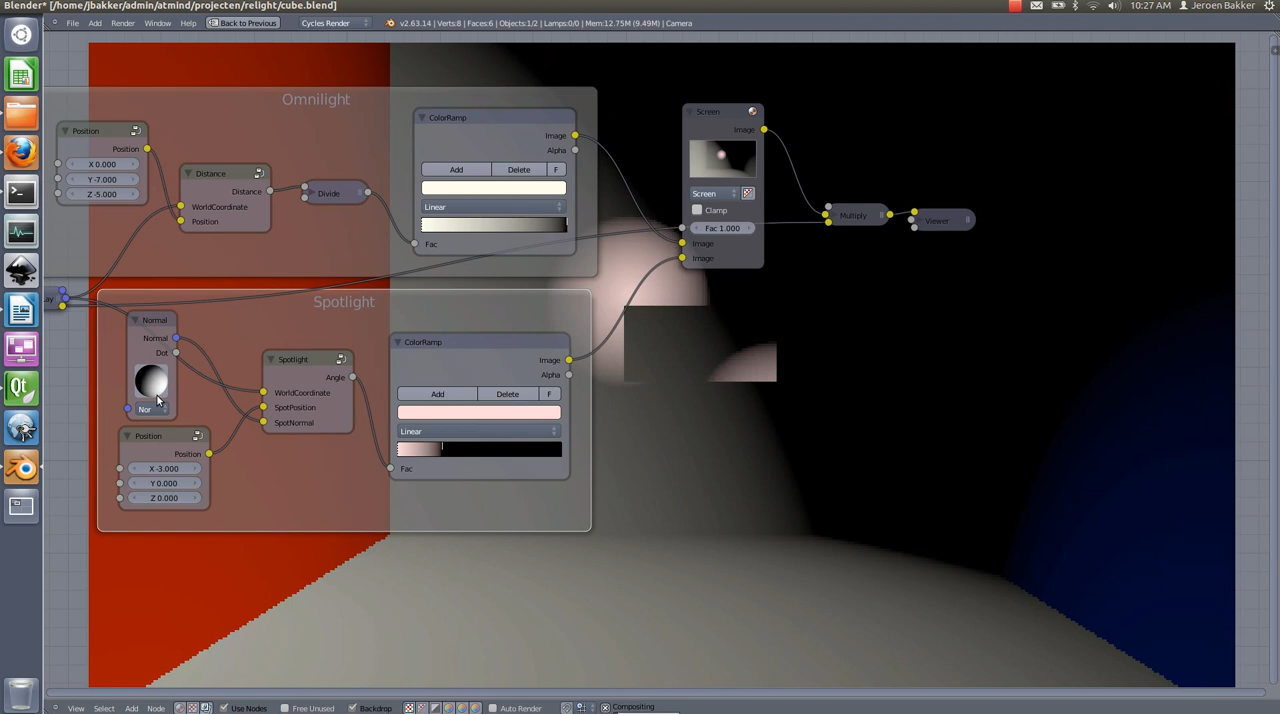 Blender* [/home/jbakker/admin/atmind/projecten/relight/cube.blend]
10:27 AM Jeroen Bakker
File Add Render Window Help Back to Previous Cycles Render v2.63.14 | Verts:8 | Faces:6 | Objects:1/2 | Lamps:0/0 | Mem:12.75M (9.49M) | Camera
Omnilight
Position
Position
X 0.000
Y -7.000
Z -5.000
Distance
Distance
WorldCoordinate
Position
Divide
ColorRamp
Image
Alpha
Add Delete F
Linear
Fac
Screen
Image
Screen
Clamp
Fac 1.000
Image
Image
Multiply
Viewer
Spotlight
Normal
Normal
Dot
Nor
Position
Position
X -3.000
Y 0.000
Z 0.000
Spotlight
Angle
WorldCoordinate
SpotPosition
SpotNormal
ColorRamp
Image
Alpha
Add Delete F
Linear
Fac
View Select Add Node Use Nodes Free Unused Backdrop Auto Render Compositing